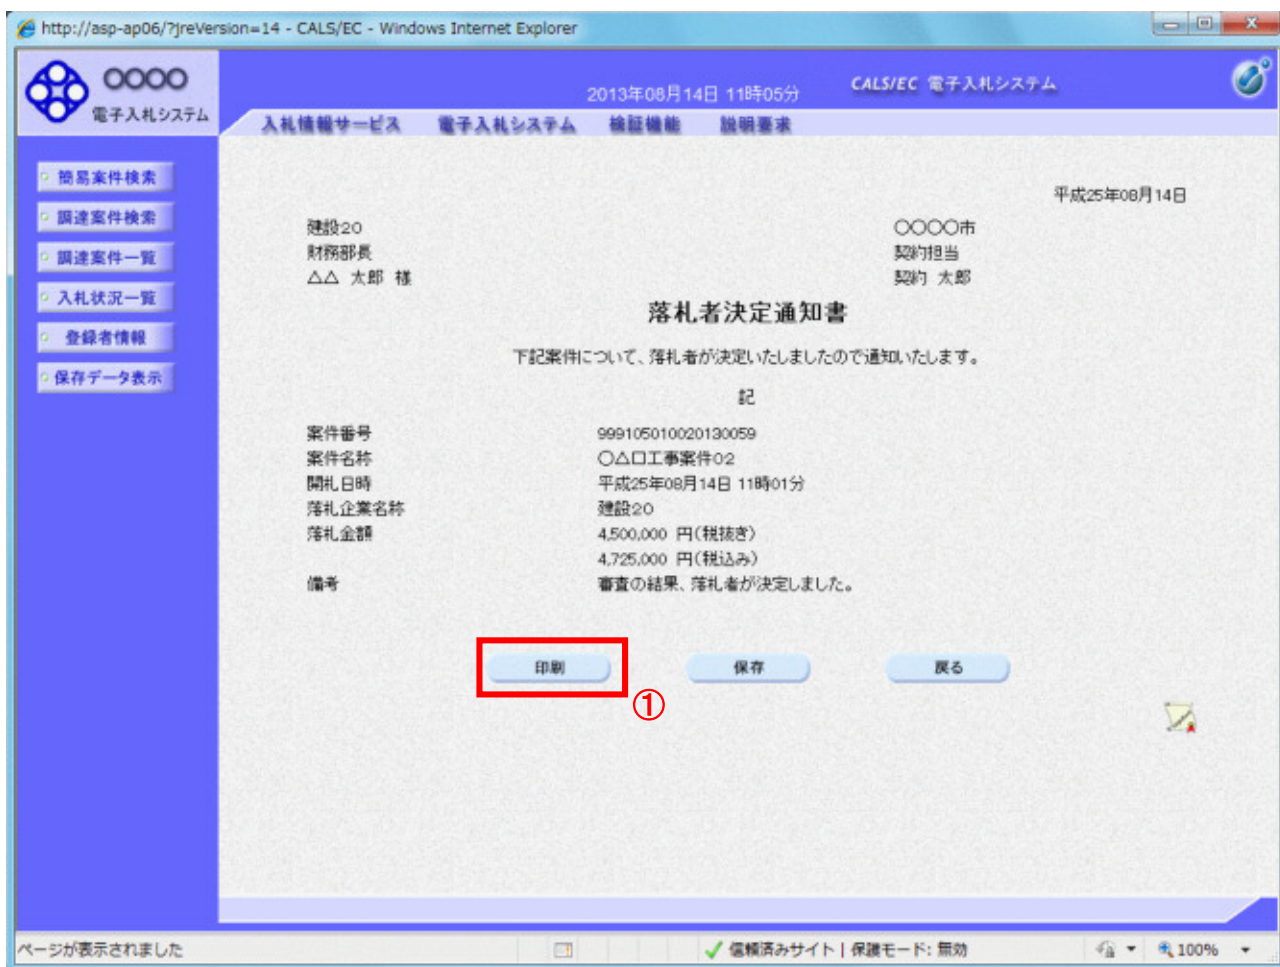 http://asp-ap06/?jreVersion=14 - CALS/EC - Windows Internet Explorer
○○○○
電子入札システム
2013年08月14日 11時05分
CALS/EC 電子入札システム
入札情報サービス 電子入札システム 検証機能 説明要求
簡易案件検索
調達案件検索
調達案件一覧
入札状況一覧
登録者情報
保存データ表示
平成25年08月14日
建設20 ○○○○市
財務部長 契約担当
△△ 太郎 様 契約 太郎
落札者決定通知書
下記案件について、落札者が決定いたしましたので通知いたします。
記
案件番号 999105010020130059
案件名称 ○△口工事案件02
開札日時 平成25年08月14日 11時01分
落札企業名称 建設20
落札金額 4,500,000 円(税抜き)
4,725,000 円(税込み)
備考 審査の結果、落札者が決定しました。
印刷 保存 戻る
①
ページが表示されました
信頼済みサイト | 保護モード: 無効
100%